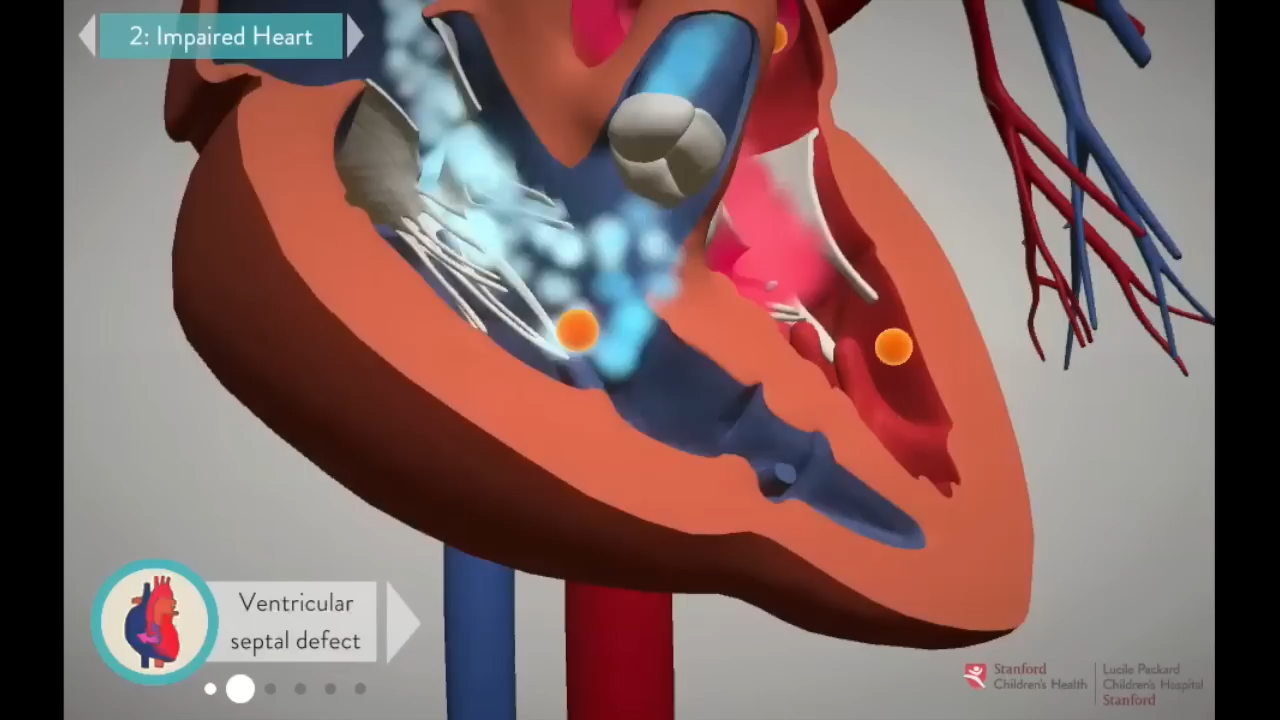 2: Impaired Heart
Ventricular
septal defect
Stanford
Children's Health
Lucile Packard
Children's Hospital
Stanford